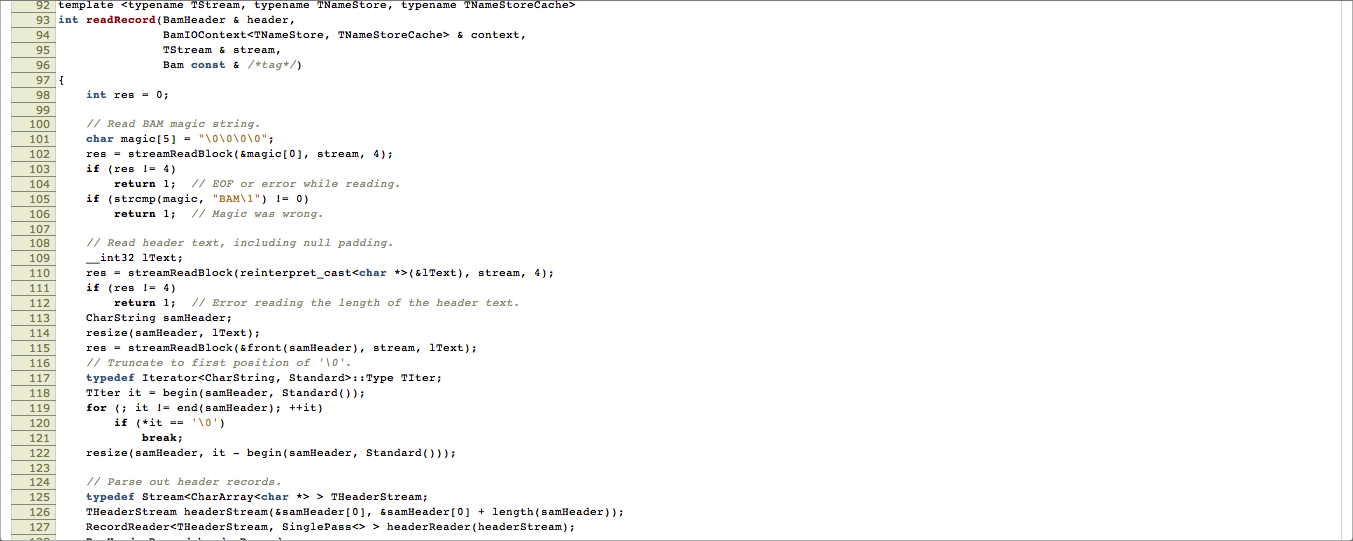 92 template <typename TStream, typename TNameStore, typename TNameStoreCache>
93 int readRecord(BamHeader & header,
94                BamIOContext<TNameStore, TNameStoreCache> & context,
95                TStream & stream,
96                Bam const & /*tag*/)
97 {
98     int res = 0;
99
100     // Read BAM magic string.
101     char magic[5] = "\0\0\0\0";
102     res = streamReadBlock(&magic[0], stream, 4);
103     if (res != 4)
104         return 1;  // EOF or error while reading.
105     if (strcmp(magic, "BAM\1") != 0)
106         return 1;  // Magic was wrong.
107
108     // Read header text, including null padding.
109     __int32 lText;
110     res = streamReadBlock(reinterpret_cast<char *>(&lText), stream, 4);
111     if (res != 4)
112         return 1;  // Error reading the length of the header text.
113     CharString samHeader;
114     resize(samHeader, lText);
115     res = streamReadBlock(&front(samHeader), stream, lText);
116     // Truncate to first position of '\0'.
117     typedef Iterator<CharString, Standard>::Type TIter;
118     TIter it = begin(samHeader, Standard());
119     for (; it != end(samHeader); ++it)
120         if (*it == '\0')
121             break;
122     resize(samHeader, it - begin(samHeader, Standard()));
123
124     // Parse out header records.
125     typedef Stream<CharArray<char *> > THeaderStream;
126     THeaderStream headerStream(&samHeader[0], &samHeader[0] + length(samHeader));
127     RecordReader<THeaderStream, SinglePass<> > headerReader(headerStream);